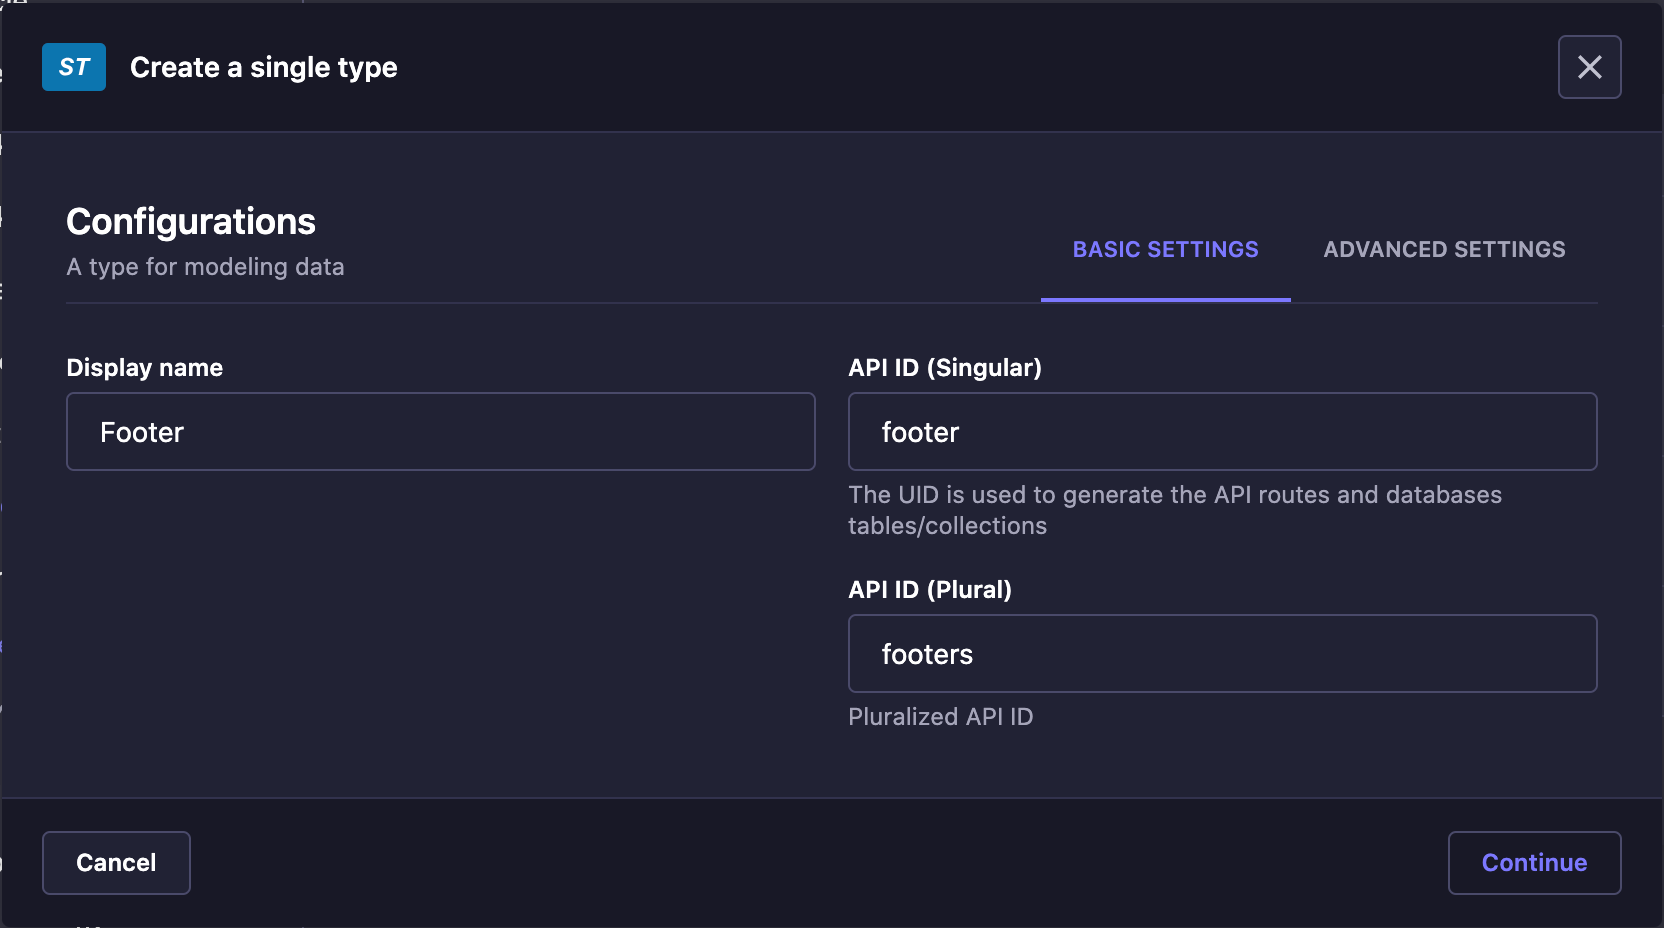 ST Create a single type
Configurations
A type for modeling data
BASIC SETTINGS
ADVANCED SETTINGS
Display name
Footer
API ID (Singular)
footer
The UID is used to generate the API routes and databases
tables/collections
API ID (Plural)
footers
Pluralized API ID
Cancel
Continue